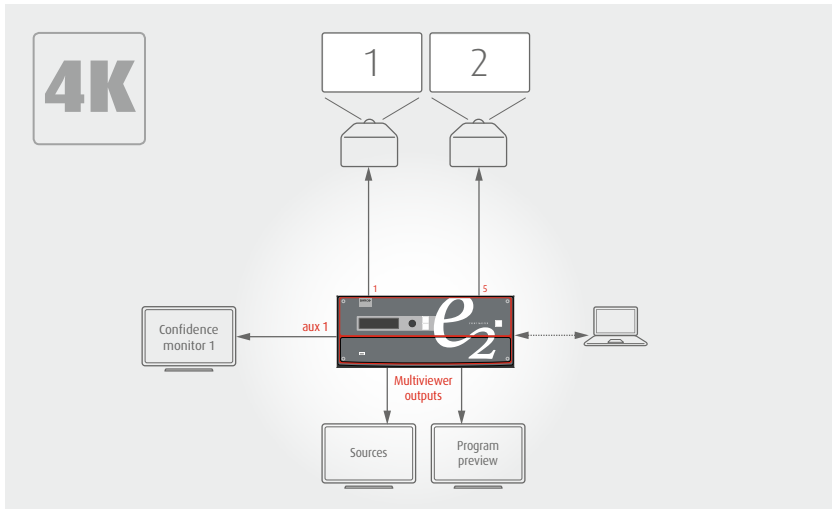 4K
1
2
1
5
e2
aux 1
Confidence
monitor 1
Multiviewer
outputs
Sources
Program
preview